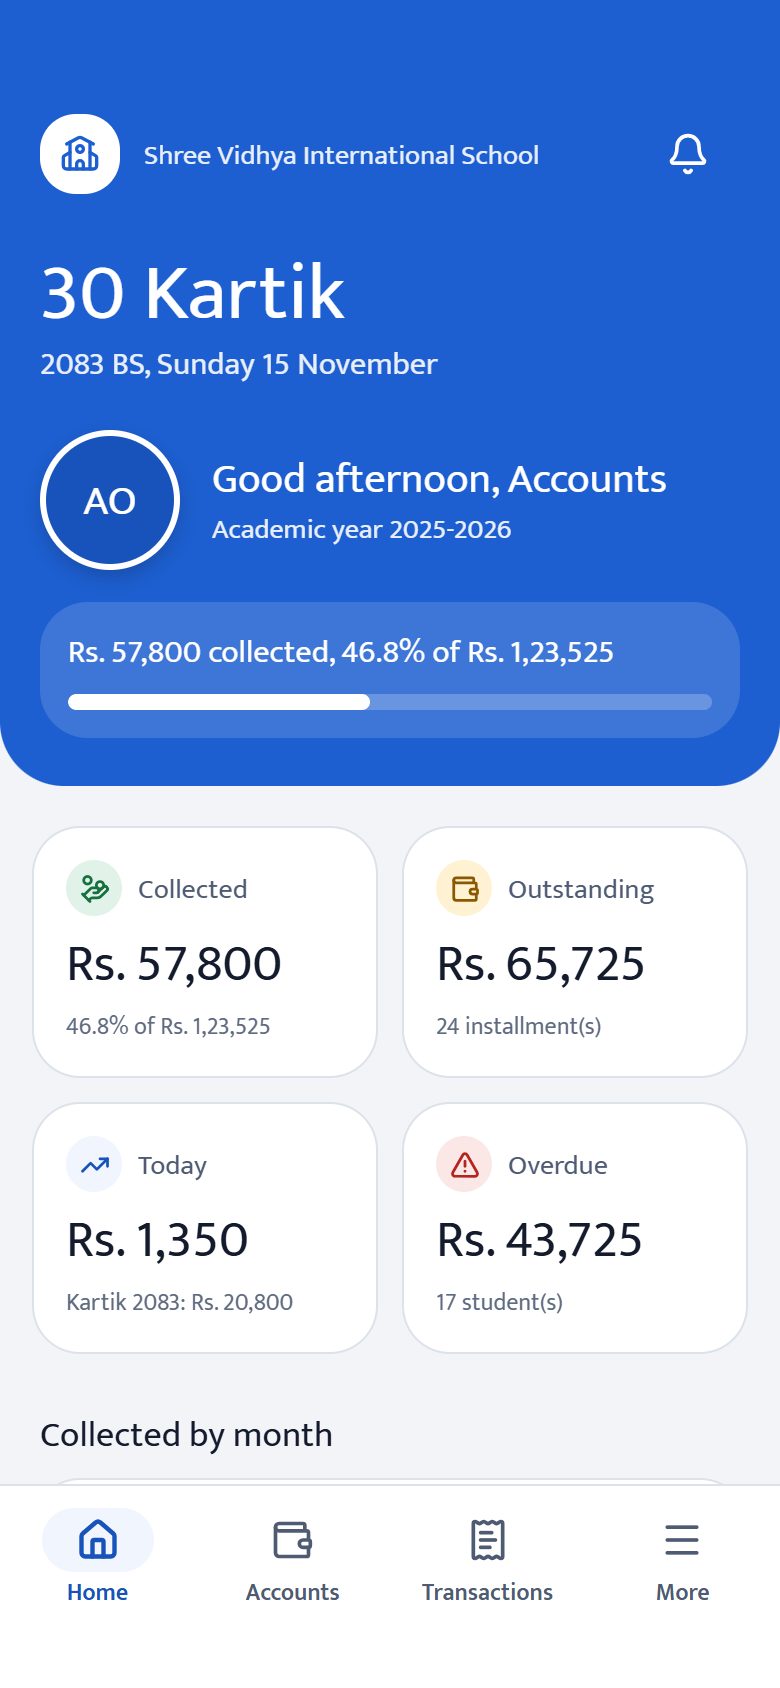 Shree Vidhya International School
30 Kartik
2083 BS, Sunday 15 November
AO
Good afternoon, Accounts
Academic year 2025-2026
Rs. 57,800 collected, 46.8% of Rs. 1,23,525
Collected
Rs. 57,800
46.8% of Rs. 1,23,525
Outstanding
Rs. 65,725
24 installment(s)
Today
Rs. 1,350
Kartik 2083: Rs. 20,800
Overdue
Rs. 43,725
17 student(s)
Collected by month
Home
Accounts
Transactions
More